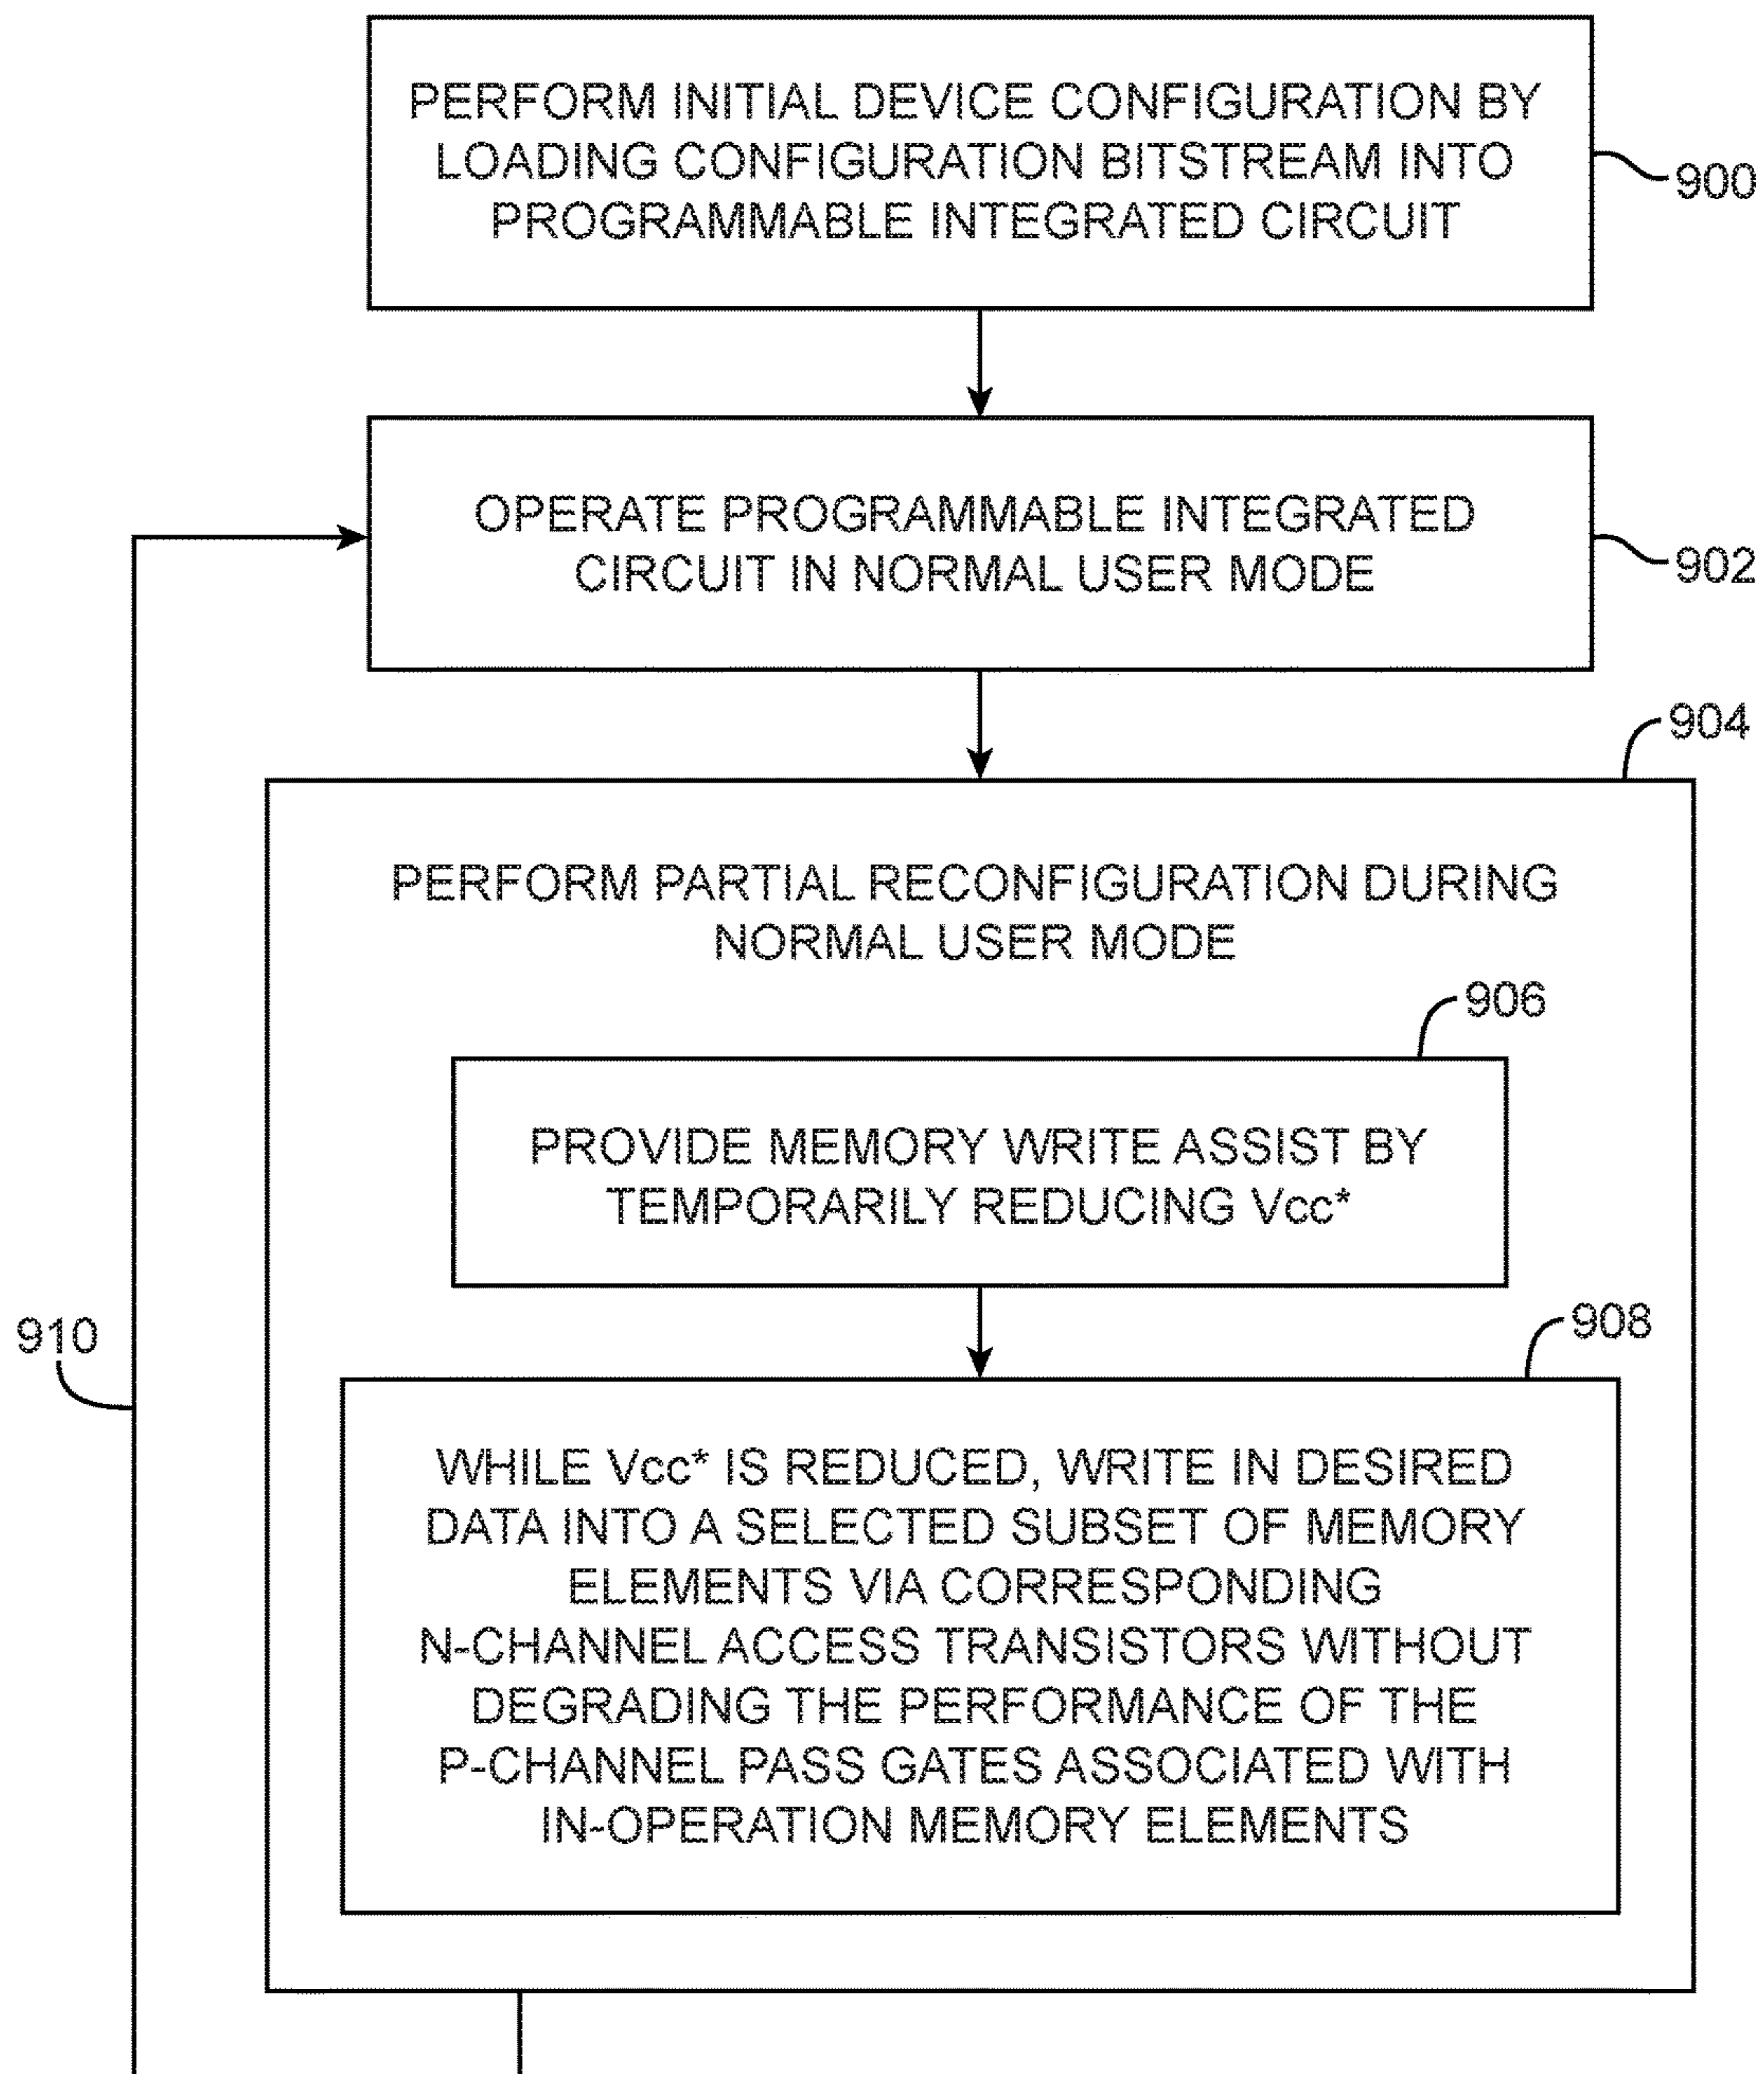 PERFORM INITIAL DEVICE CONFIGURATION BY
LOADING CONFIGURATION BITSTREAM INTO
PROGRAMMABLE INTEGRATED CIRCUIT
900
OPERATE PROGRAMMABLE INTEGRATED
CIRCUIT IN NORMAL USER MODE
902
904
PERFORM PARTIAL RECONFIGURATION DURING
NORMAL USER MODE
906
PROVIDE MEMORY WRITE ASSIST BY
TEMPORARILY REDUCING Vcc*
910
908
WHILE Vcc* IS REDUCED, WRITE IN DESIRED
DATA INTO A SELECTED SUBSET OF MEMORY
ELEMENTS VIA CORRESPONDING
N-CHANNEL ACCESS TRANSISTORS WITHOUT
DEGRADING THE PERFORMANCE OF THE
P-CHANNEL PASS GATES ASSOCIATED WITH
IN-OPERATION MEMORY ELEMENTS